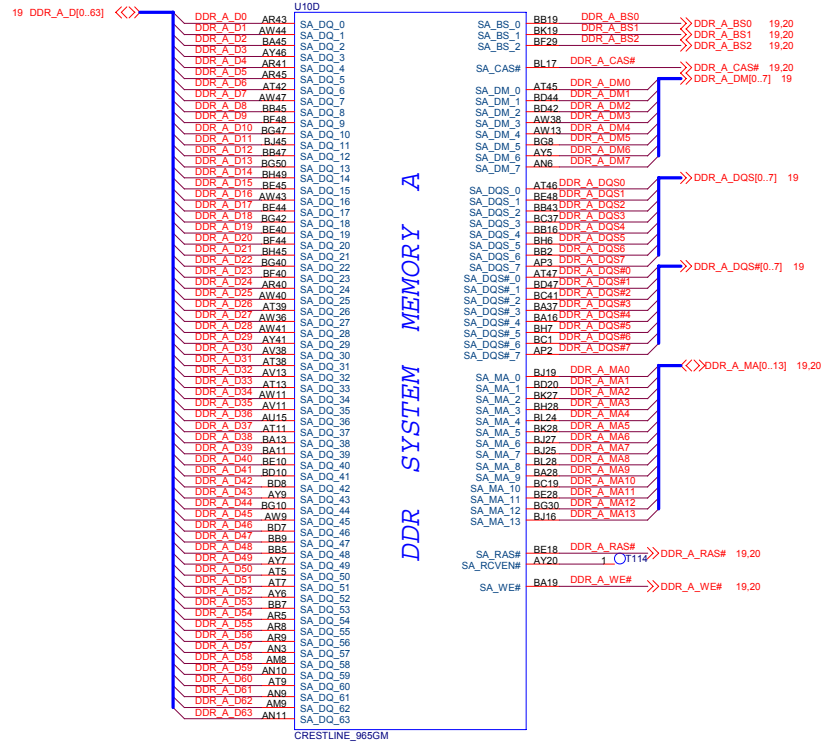 19 DDR_A_D[0..63]
U10D
DDR_A_D0 AR43 SA_DQ_0
DDR_A_D1 AW44 SA_DQ_1
DDR_A_D2 BA45 SA_DQ_2
DDR_A_D3 AY46 SA_DQ_3
DDR_A_D4 AR41 SA_DQ_4
DDR_A_D5 AR45 SA_DQ_5
DDR_A_D6 AT42 SA_DQ_6
DDR_A_D7 AW47 SA_DQ_7
DDR_A_D8 BB45 SA_DQ_8
DDR_A_D9 BF48 SA_DQ_9
DDR_A_D10 BG47 SA_DQ_10
DDR_A_D11 BJ45 SA_DQ_11
DDR_A_D12 BB47 SA_DQ_12
DDR_A_D13 BG50 SA_DQ_13
DDR_A_D14 BH49 SA_DQ_14
DDR_A_D15 BE45 SA_DQ_15
DDR_A_D16 AW43 SA_DQ_16
DDR_A_D17 BE44 SA_DQ_17
DDR_A_D18 BG42 SA_DQ_18
DDR_A_D19 BE40 SA_DQ_19
DDR_A_D20 BF44 SA_DQ_20
DDR_A_D21 BH45 SA_DQ_21
DDR_A_D22 BG40 SA_DQ_22
DDR_A_D23 BF40 SA_DQ_23
DDR_A_D24 AR40 SA_DQ_24
DDR_A_D25 AW40 SA_DQ_25
DDR_A_D26 AT39 SA_DQ_26
DDR_A_D27 AW36 SA_DQ_27
DDR_A_D28 AW41 SA_DQ_28
DDR_A_D29 AY41 SA_DQ_29
DDR_A_D30 AV38 SA_DQ_30
DDR_A_D31 AT38 SA_DQ_31
DDR_A_D32 AV13 SA_DQ_32
DDR_A_D33 AT13 SA_DQ_33
DDR_A_D34 AW11 SA_DQ_34
DDR_A_D35 AV11 SA_DQ_35
DDR_A_D36 AU15 SA_DQ_36
DDR_A_D37 AT11 SA_DQ_37
DDR_A_D38 BA13 SA_DQ_38
DDR_A_D39 BA11 SA_DQ_39
DDR_A_D40 BE10 SA_DQ_40
DDR_A_D41 BD10 SA_DQ_41
DDR_A_D42 BD8 SA_DQ_42
DDR_A_D43 AY9 SA_DQ_43
DDR_A_D44 BG10 SA_DQ_44
DDR_A_D45 AW9 SA_DQ_45
DDR_A_D46 BD7 SA_DQ_46
DDR_A_D47 BB9 SA_DQ_47
DDR_A_D48 BB5 SA_DQ_48
DDR_A_D49 AY7 SA_DQ_49
DDR_A_D50 AT5 SA_DQ_50
DDR_A_D51 AT7 SA_DQ_51
DDR_A_D52 AY6 SA_DQ_52
DDR_A_D53 BB7 SA_DQ_53
DDR_A_D54 AR5 SA_DQ_54
DDR_A_D55 AR8 SA_DQ_55
DDR_A_D56 AR9 SA_DQ_56
DDR_A_D57 AN3 SA_DQ_57
DDR_A_D58 AM8 SA_DQ_58
DDR_A_D59 AN10 SA_DQ_59
DDR_A_D60 AT9 SA_DQ_60
DDR_A_D61 AN9 SA_DQ_61
DDR_A_D62 AM9 SA_DQ_62
DDR_A_D63 AN11 SA_DQ_63
DDR SYSTEM MEMORY A
SA_BS_0 BB19 DDR_A_BS0 DDR_A_BS0 19,20
SA_BS_1 BK19 DDR_A_BS1 DDR_A_BS1 19,20
SA_BS_2 BF29 DDR_A_BS2 DDR_A_BS2 19,20
SA_CAS# BL17 DDR_A_CAS# DDR_A_CAS# 19,20
DDR_A_DM[0..7] 19
SA_DM_0 AT45 DDR_A_DM0
SA_DM_1 BD44 DDR_A_DM1
SA_DM_2 BD42 DDR_A_DM2
SA_DM_3 AW38 DDR_A_DM3
SA_DM_4 AW13 DDR_A_DM4
SA_DM_5 BG8 DDR_A_DM5
SA_DM_6 AY5 DDR_A_DM6
SA_DM_7 AN6 DDR_A_DM7
DDR_A_DQS[0..7] 19
SA_DQS_0 AT46 DDR_A_DQS0
SA_DQS_1 BE48 DDR_A_DQS1
SA_DQS_2 BB43 DDR_A_DQS2
SA_DQS_3 BC37 DDR_A_DQS3
SA_DQS_4 BB16 DDR_A_DQS4
SA_DQS_5 BH6 DDR_A_DQS5
SA_DQS_6 BB2 DDR_A_DQS6
SA_DQS_7 AP3 DDR_A_DQS7
DDR_A_DQS#[0..7] 19
SA_DQS#_0 AT47 DDR_A_DQS#0
SA_DQS#_1 BD47 DDR_A_DQS#1
SA_DQS#_2 BC41 DDR_A_DQS#2
SA_DQS#_3 BA37 DDR_A_DQS#3
SA_DQS#_4 BA16 DDR_A_DQS#4
SA_DQS#_5 BH7 DDR_A_DQS#5
SA_DQS#_6 BC1 DDR_A_DQS#6
SA_DQS#_7 AP2 DDR_A_DQS#7
DDR_A_MA[0..13] 19,20
SA_MA_0 BJ19 DDR_A_MA0
SA_MA_1 BD20 DDR_A_MA1
SA_MA_2 BK27 DDR_A_MA2
SA_MA_3 BH28 DDR_A_MA3
SA_MA_4 BL24 DDR_A_MA4
SA_MA_5 BK28 DDR_A_MA5
SA_MA_6 BJ27 DDR_A_MA6
SA_MA_7 BJ25 DDR_A_MA7
SA_MA_8 BL28 DDR_A_MA8
SA_MA_9 BA28 DDR_A_MA9
SA_MA_10 BC19 DDR_A_MA10
SA_MA_11 BE28 DDR_A_MA11
SA_MA_12 BG30 DDR_A_MA12
SA_MA_13 BJ16 DDR_A_MA13
SA_RAS# BE18 DDR_A_RAS# DDR_A_RAS# 19,20
SA_RCVEN# AY20 1 T114
SA_WE# BA19 DDR_A_WE# DDR_A_WE# 19,20
CRESTLINE_965GM